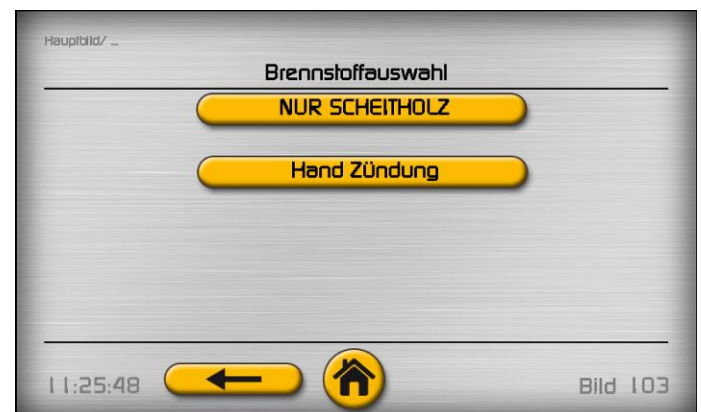 Hauptbild/ ...
Brennstoffauswahl
NUR SCHEITHOLZ
Hand Zündung
11:25:48
Bild 103